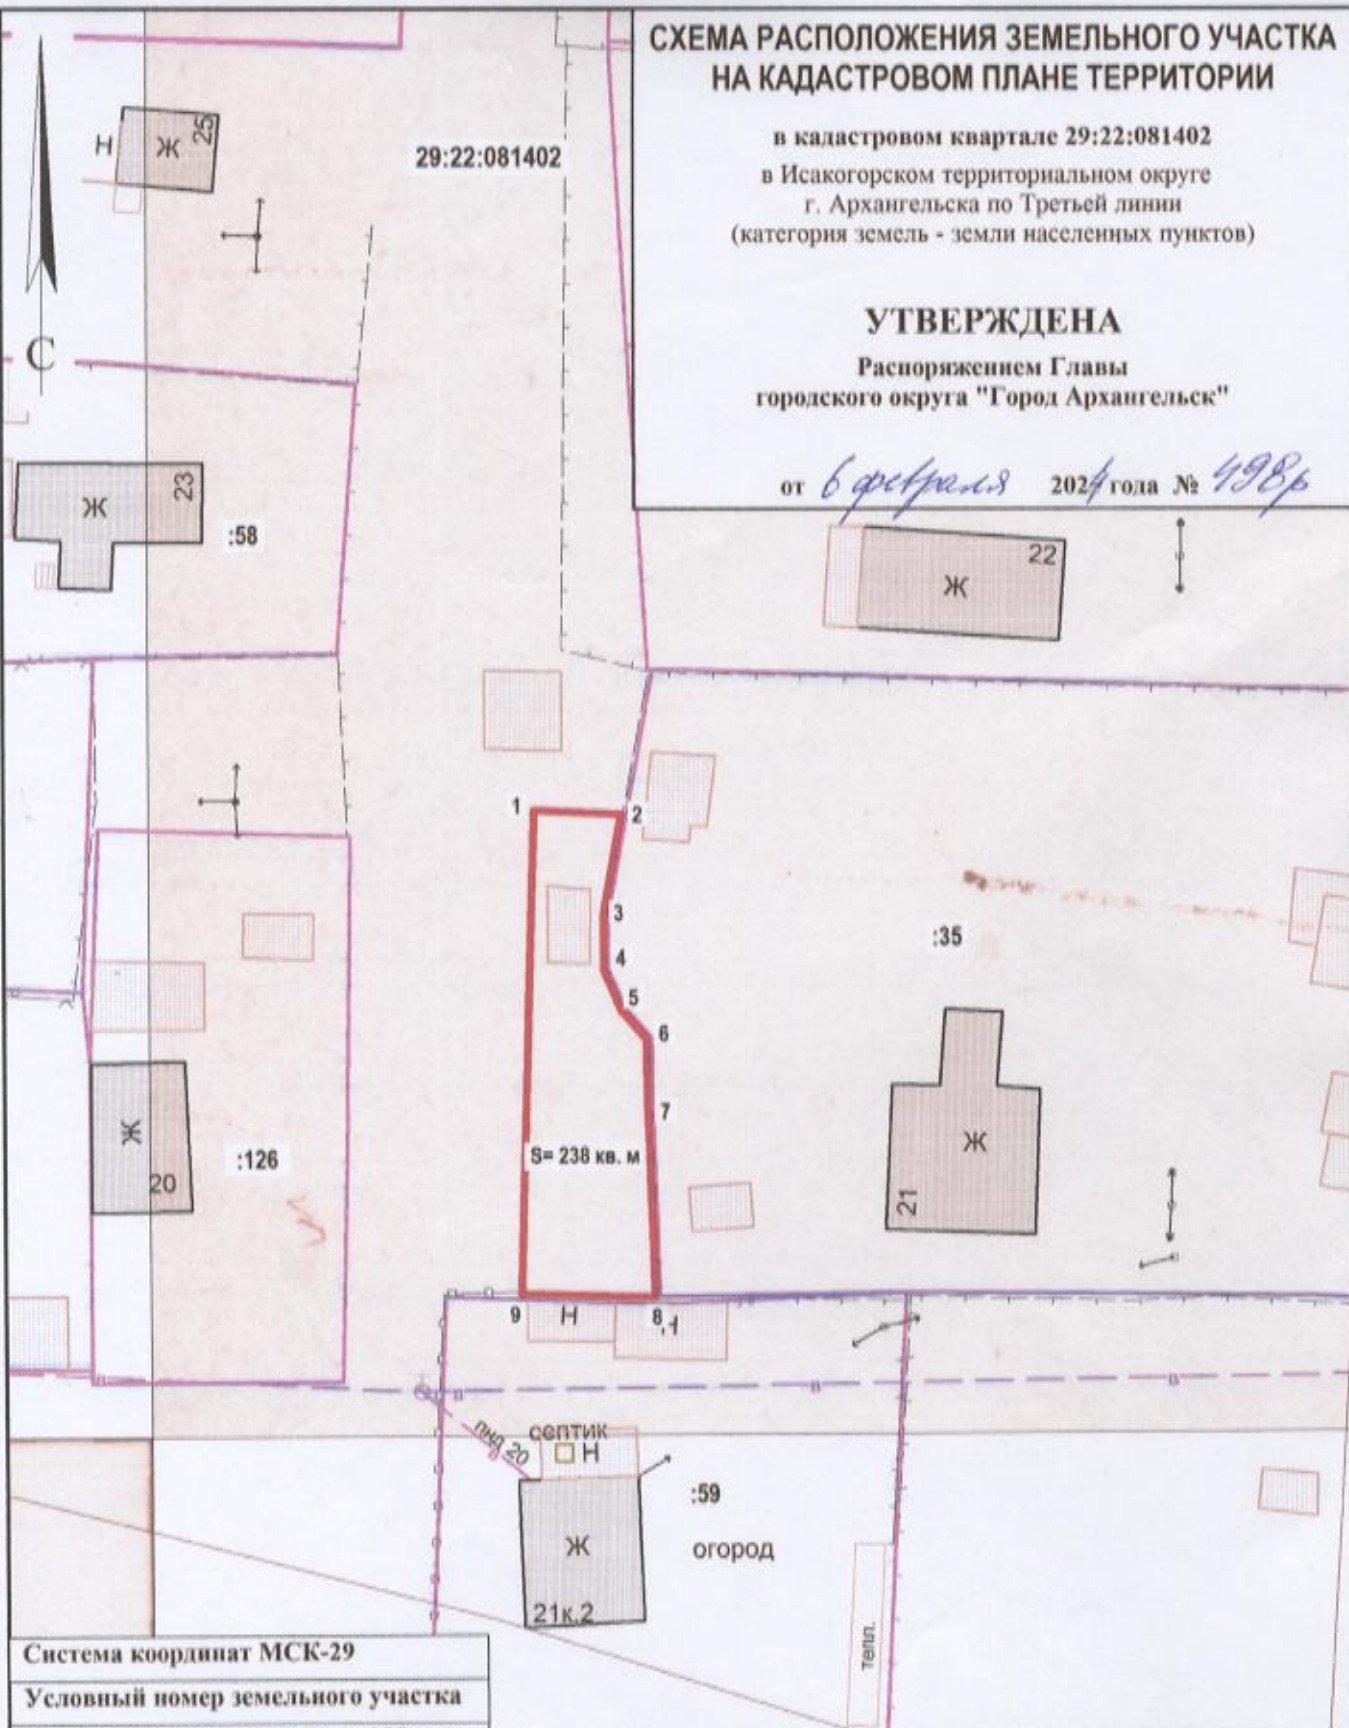 СХЕМА РАСПОЛОЖЕНИЯ ЗЕМЕЛЬНОГО УЧАСТКА
НА КАДАСТРОВОМ ПЛАНЕ ТЕРРИТОРИИ
в кадастровом квартале 29:22:081402
в Исакогорском территориальном округе
г. Архангельска по Третьей линии
(категория земель - земли населенных пунктов)
УТВЕРЖДЕНА
Распоряжением Главы
городского округа "Город Архангельск"
от 6 февраля 2024 года № 498р
Н Ж 25
29:22:081402
С
Ж 23
:58
Ж 22
1
2
3
4
:35
5
6
7
Ж
20
:126
S= 238 кв. м
Ж
21
9 Н 8
в
в
в
в
пнд 20
септик
Н
:59
Ж
огород
21к.2
тепл.
Система координат МСК-29
Условный номер земельного участка